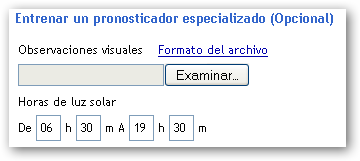 Entrenar un pronosticador especializado (Opcional)
Observaciones visuales Formato del archivo
Examinar...
Horas de luz solar
De 06 h 30 m A 19 h 30 m